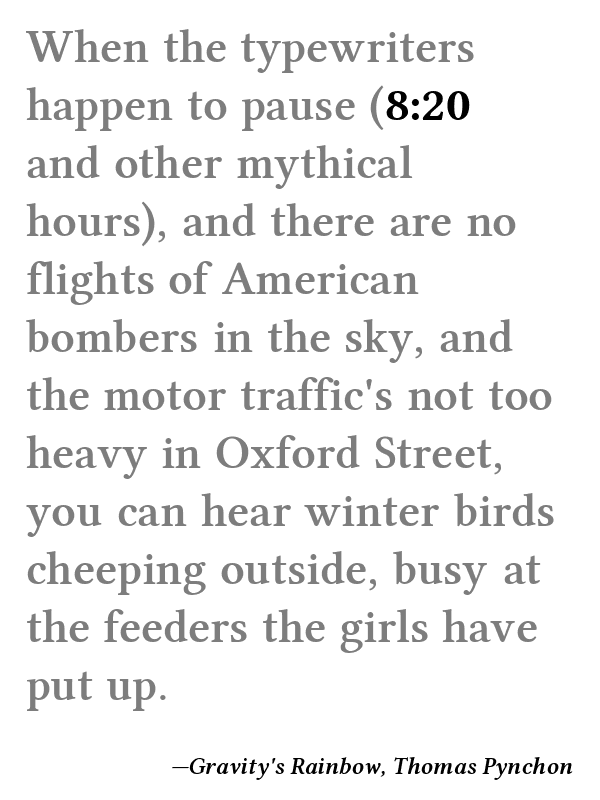 When the typewriters
happen to pause (8:20
and other mythical
hours), and there are no
flights of American
bombers in the sky, and
the motor traffic's not too
heavy in Oxford Street,
you can hear winter birds
cheeping outside, busy at
the feeders the girls have
put up.
—Gravity's Rainbow, Thomas Pynchon